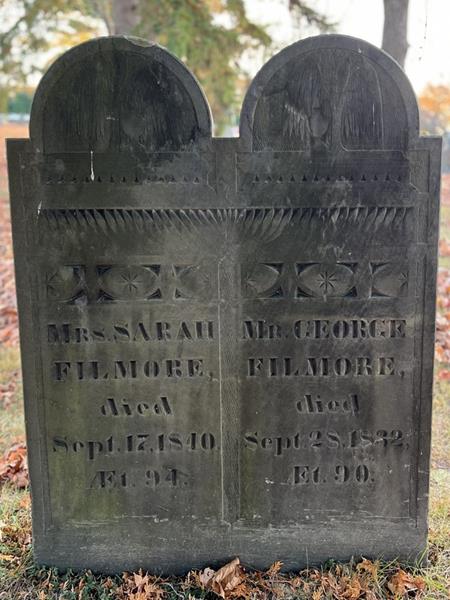 MRS. SARAH
FILMORE,
died
Sept. 17, 1840.
Æt. 94.
MR. GEORGE
FILMORE,
died
Sept. 28, 1832,
Æt. 90.